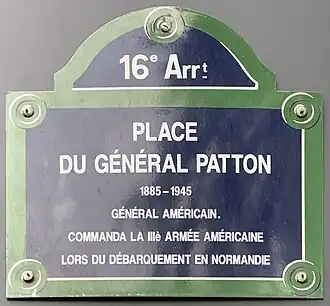 16e Arrt
PLACE
DU GÉNÉRAL PATTON
1885–1945
GÉNÉRAL AMÉRICAIN.
COMMANDA LA IIIè ARMÉE AMÉRICAINE
LORS DU DÉBARQUEMENT EN NORMANDIE